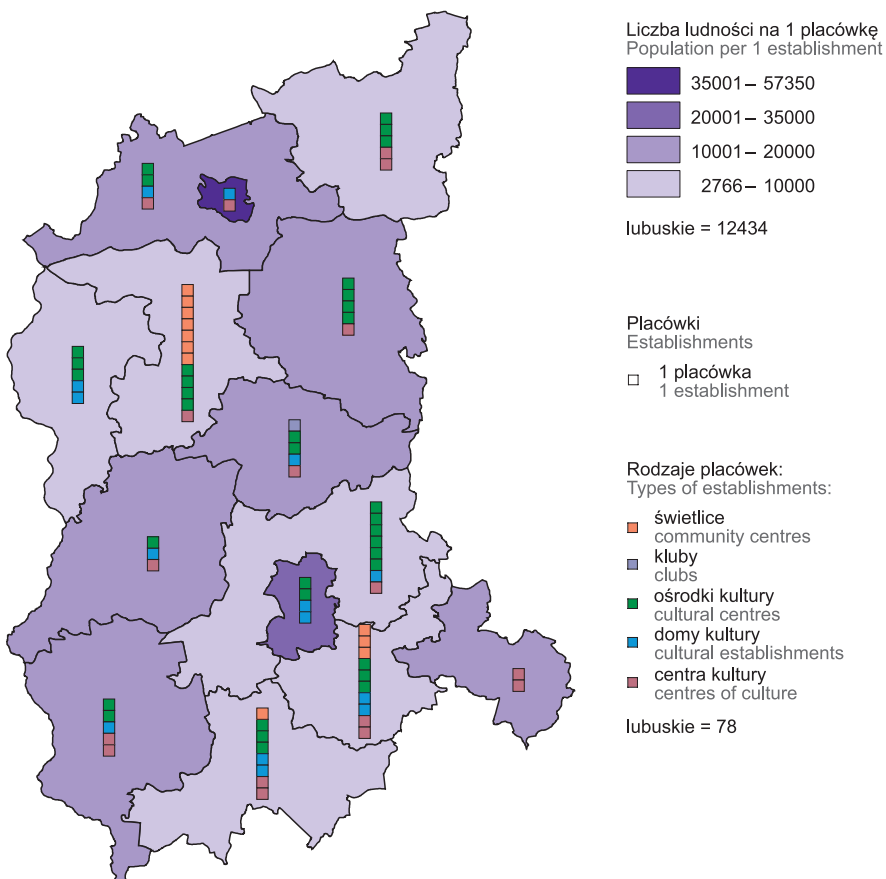 Liczba ludności na 1 placówkę
Population per 1 establishment
35001 – 57350
20001 – 35000
10001 – 20000
2766 – 10000
lubuskie = 12434
Placówki
Establishments
1 placówka
1 establishment
Rodzaje placówek:
Types of establishments:
świetlice
community centres
kluby
clubs
ośrodki kultury
cultural centres
domy kultury
cultural establishments
centra kultury
centres of culture
lubuskie = 78